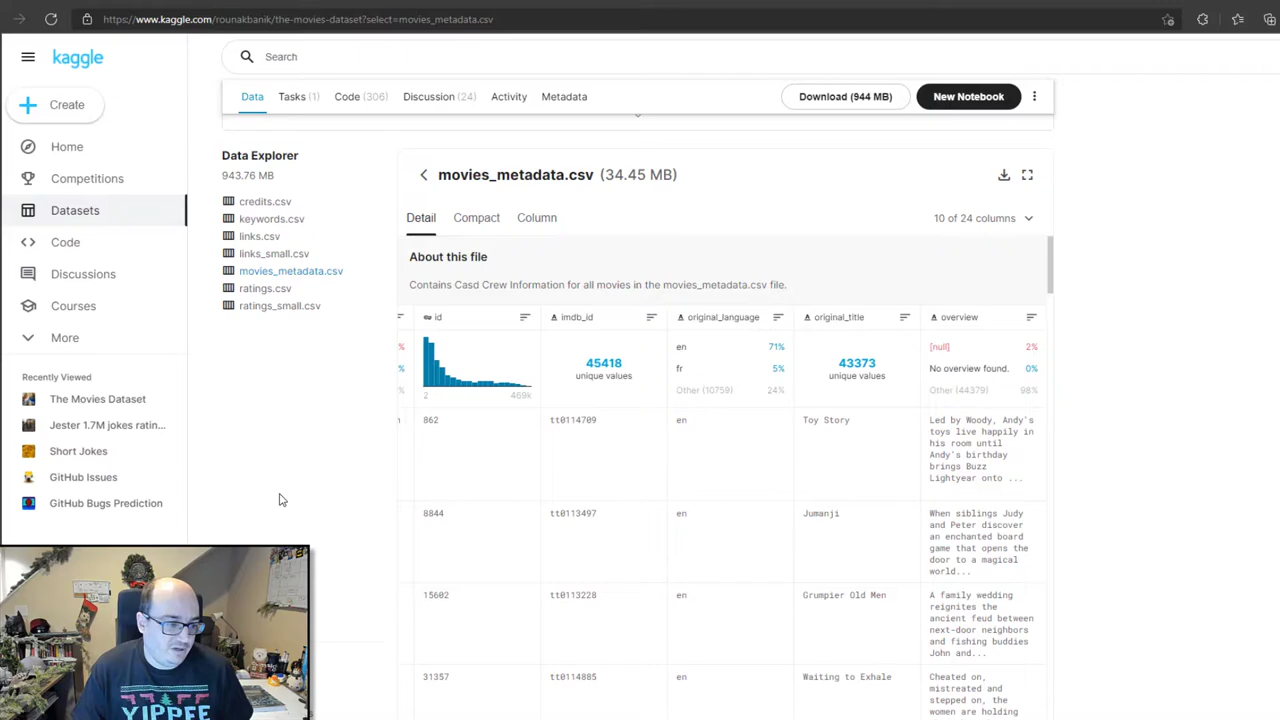 https://www.kaggle.com/rounakbanik/the-movies-dataset?select=movies_metadata.csv
kaggle
Search
Create
Data
Tasks (1)
Code (306)
Discussion (24)
Activity
Metadata
Download (944 MB)
New Notebook
Home
Competitions
Datasets
Code
Discussions
Courses
More
Recently Viewed
The Movies Dataset
Jester 1.7M jokes ratin...
Short Jokes
GitHub Issues
GitHub Bugs Prediction
Data Explorer
943.76 MB
credits.csv
keywords.csv
links.csv
links_small.csv
movies_metadata.csv
ratings.csv
ratings_small.csv
movies_metadata.csv (34.45 MB)
Detail
Compact
Column
10 of 24 columns
About this file
Contains Casd Crew Information for all movies in the movies_metadata.csv file.
id
imdb_id
original_language
original_title
overview
%
%
%
2
469k
45418
unique values
en 71%
fr 5%
Other (10759) 24%
43373
unique values
[null] 2%
No overview found. 0%
Other (44379) 98%
n
862
tt0114709
en
Toy Story
Led by Woody, Andy's
toys live happily in
his room until
Andy's birthday
brings Buzz
Lightyear onto ...
8844
tt0113497
en
Jumanji
When siblings Judy
and Peter discover
an enchanted board
game that opens the
door to a magical
world...
15602
tt0113228
en
Grumpier Old Men
A family wedding
reignites the
ancient feud between
next-door neighbors
and fishing buddies
John and...
31357
tt0114885
en
Waiting to Exhale
Cheated on,
mistreated and
stepped on, the
women are holding
YIPPEE